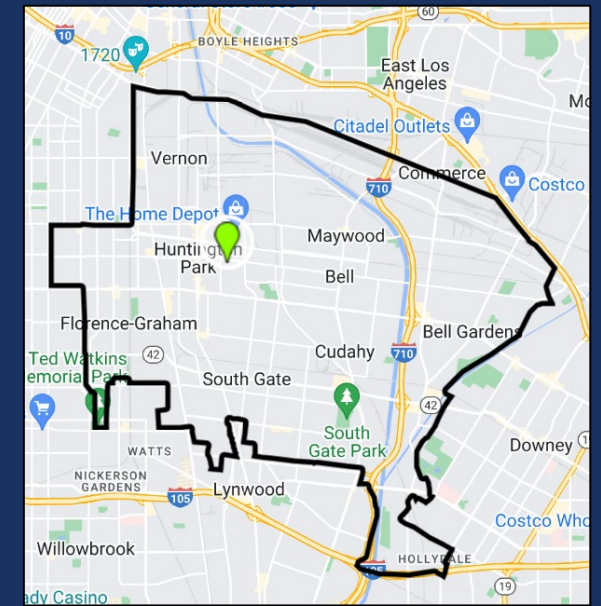 60
10
BOYLE HEIGHTS
1720
East Los
Angeles
Citadel Outlets
Vernon
710
Commerce
Costco
The Home Depot
Maywood
Huntington
Park
Bell
Florence-Graham
Bell Gardens
Cudahy
710
Ted Watkins
emorial Park
42
South Gate
42
South
Gate Park
Downey
WATTS
NICKERSON
GARDENS
Lynwood
105
Costco Who
Willowbrook
HOLLYDALE
105
19
ady Casino